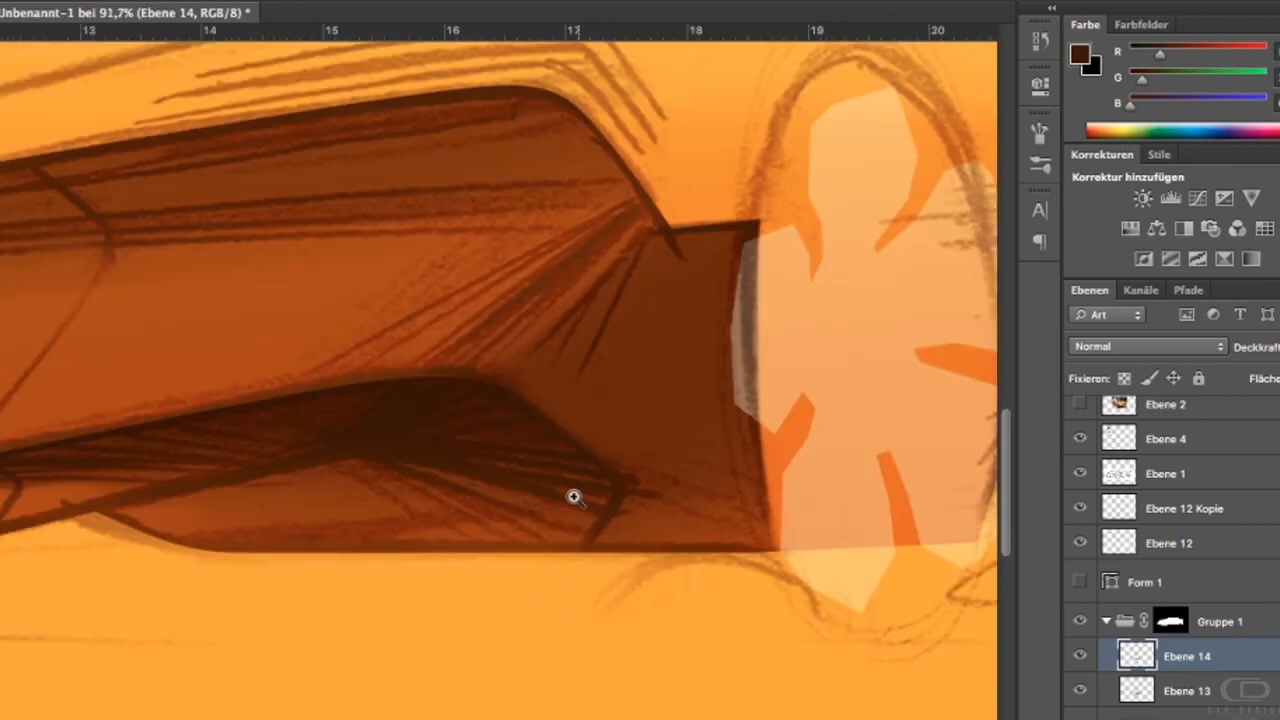 Unbenannt-1 bei 91,7% (Ebene 14, RGB/8) *
13 14 15 16 17 18 19 20
Farbe Farbfelder
R
G
B
Korrekturen Stile
Korrektur hinzufügen
A
Ebenen Kanäle Pfade
Art
T
Normal Deckkraft
Fixieren: Fläche
Ebene 2
Ebene 4
Ebene 1
Ebene 12 Kopie
Ebene 12
Form 1
Gruppe 1
Ebene 14
Ebene 13
CAR DESIG